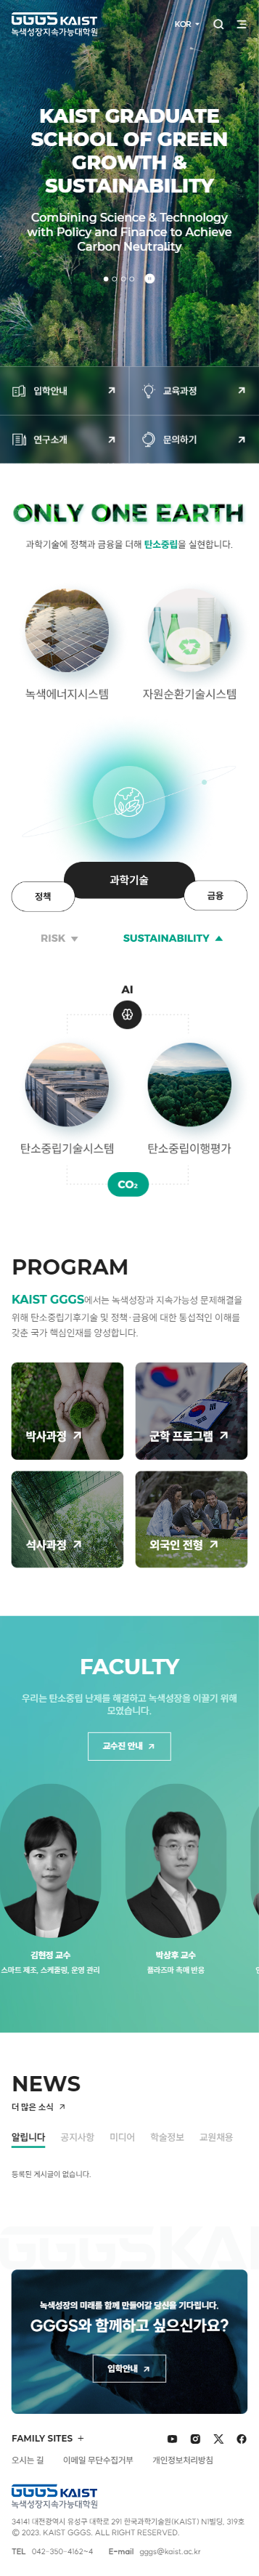 GGGS KAIST
녹색성장지속가능대학원
KOR
KAIST GRADUATE
SCHOOL OF GREEN
GROWTH &
SUSTAINABILITY
Combining Science & Technology
with Policy and Finance to Achieve
Carbon Neutrality
입학안내
교육과정
연구소개
문의하기
ONLY ONE EARTH
과학기술에 정책과 금융을 더해 탄소중립을 실현합니다.
녹색에너지시스템
자원순환기술시스템
과학기술
정책
금융
RISK
SUSTAINABILITY
AI
탄소중립기술시스템
탄소중립이행평가
CO₂
PROGRAM
KAIST GGGS에서는 녹색성장과 지속가능성 문제해결을
위해 탄소중립기후기술 및 정책·금융에 대한 통섭적인 이해를
갖춘 국가 핵심인재를 양성합니다.
박사과정
군학 프로그램
석사과정
외국인 전형
FACULTY
우리는 탄소중립 난제를 해결하고 녹색성장을 이끌기 위해
모였습니다.
교수진 안내
김현정 교수
스마트 제조, 스케줄링, 운영 관리
박상후 교수
플라즈마 촉매 반응
NEWS
더 많은 소식
알립니다
공지사항
미디어
학술정보
교원채용
등록된 게시글이 없습니다.
GGGSKAI
녹색성장의 미래를 함께 만들어갈 당신을 기다립니다.
GGGS와 함께하고 싶으신가요?
입학안내
FAMILY SITES +
오시는 길
이메일 무단수집거부
개인정보처리방침
GGGS KAIST
녹색성장지속가능대학원
34141 대전광역시 유성구 대학로 291 한국과학기술원(KAIST) N1빌딩, 319호
© 2023. KAIST GGGS. ALL RIGHT RESERVED.
TEL 042-350-4162~4 E-mail gggs@kaist.ac.kr